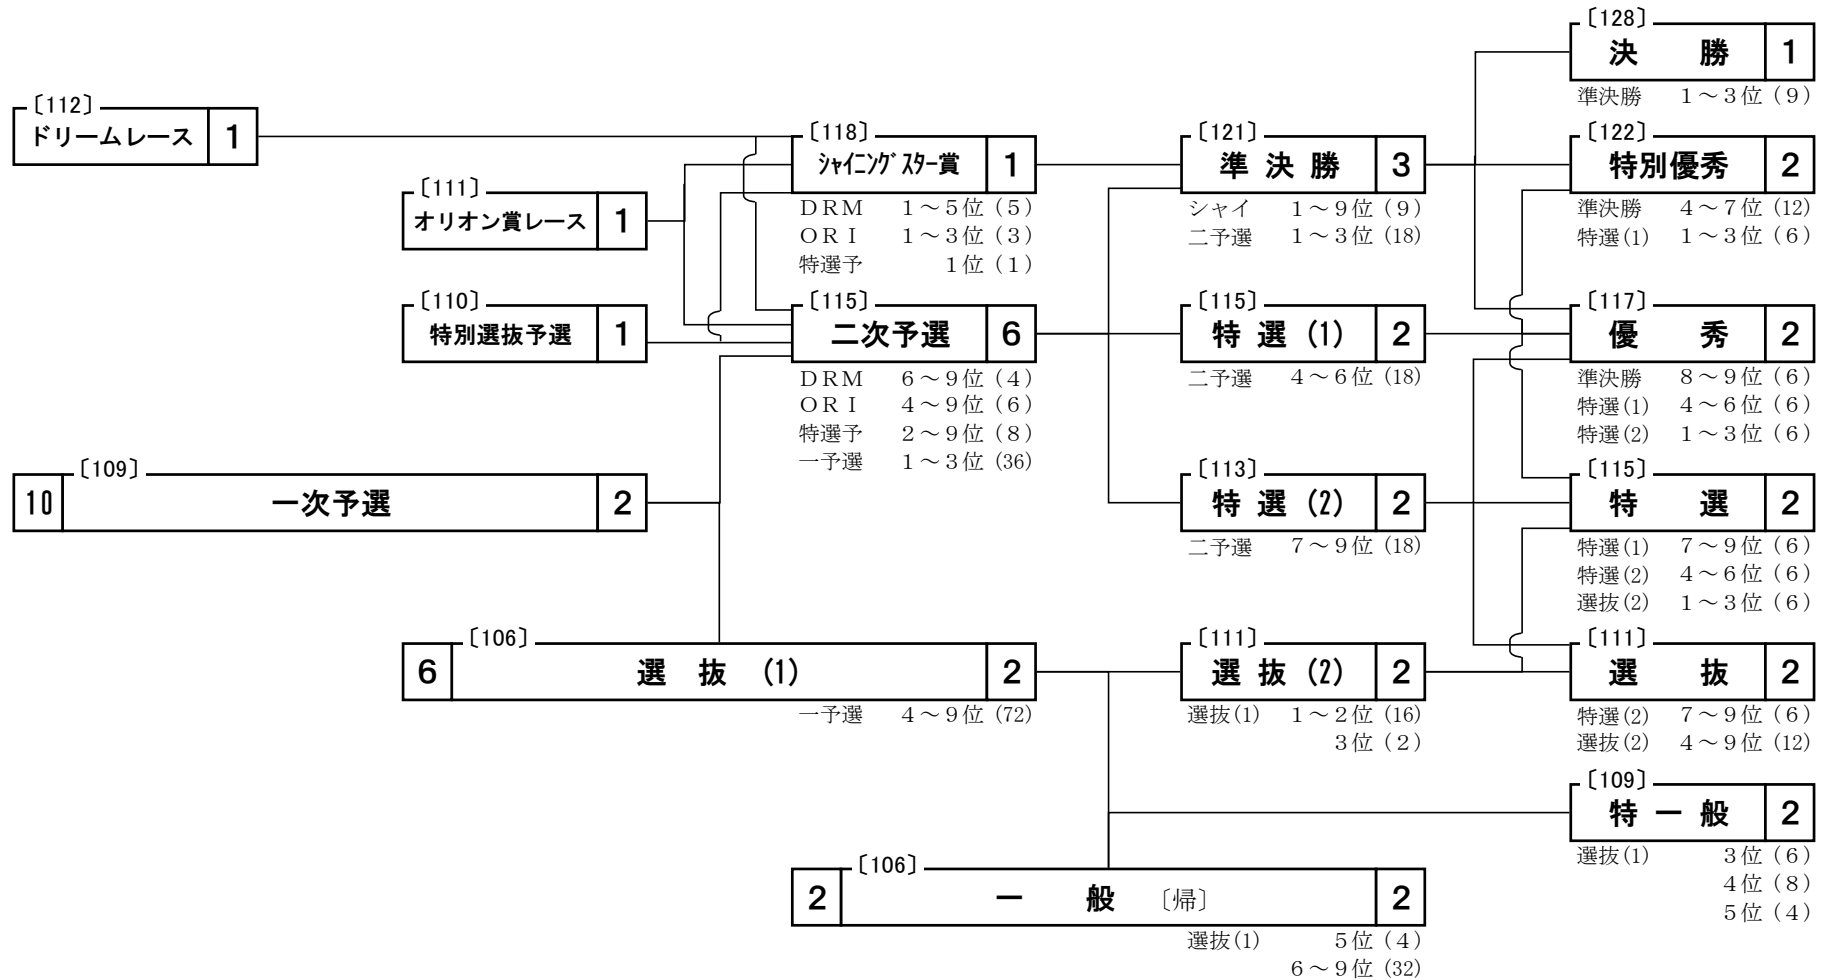 〔112〕
ドリームレース 1
〔111〕
オリオン賞レース 1
〔110〕
特別選抜予選 1
〔109〕
10 一次予選 2
〔106〕
6 選 抜 (1) 2
一予選 4～9位 (72)
〔118〕
ｼｬｲﾆﾝｸﾞｽﾀｰ賞 1
ＤＲＭ 1～5位 (5)
ＯＲＩ 1～3位 (3)
特選予 1位 (1)
〔115〕
二次予選 6
ＤＲＭ 6～9位 (4)
ＯＲＩ 4～9位 (6)
特選予 2～9位 (8)
一予選 1～3位 (36)
〔106〕
2 一 般 〔帰〕 2
選抜(1) 5位 (4)
6～9位 (32)
〔121〕
準 決 勝 3
シャイ 1～9位 (9)
二予選 1～3位 (18)
〔115〕
特 選 (1) 2
二予選 4～6位 (18)
〔113〕
特 選 (2) 2
二予選 7～9位 (18)
〔111〕
選 抜 (2) 2
選抜(1) 1～2位 (16)
3位 (2)
〔128〕
決 勝 1
準決勝 1～3位 (9)
〔122〕
特別優秀 2
準決勝 4～7位 (12)
特選(1) 1～3位 (6)
〔117〕
優 秀 2
準決勝 8～9位 (6)
特選(1) 4～6位 (6)
特選(2) 1～3位 (6)
〔115〕
特 選 2
特選(1) 7～9位 (6)
特選(2) 4～6位 (6)
選抜(2) 1～3位 (6)
〔111〕
選 抜 2
特選(2) 7～9位 (6)
選抜(2) 4～9位 (12)
〔109〕
特 一 般 2
選抜(1) 3位 (6)
4位 (8)
5位 (4)